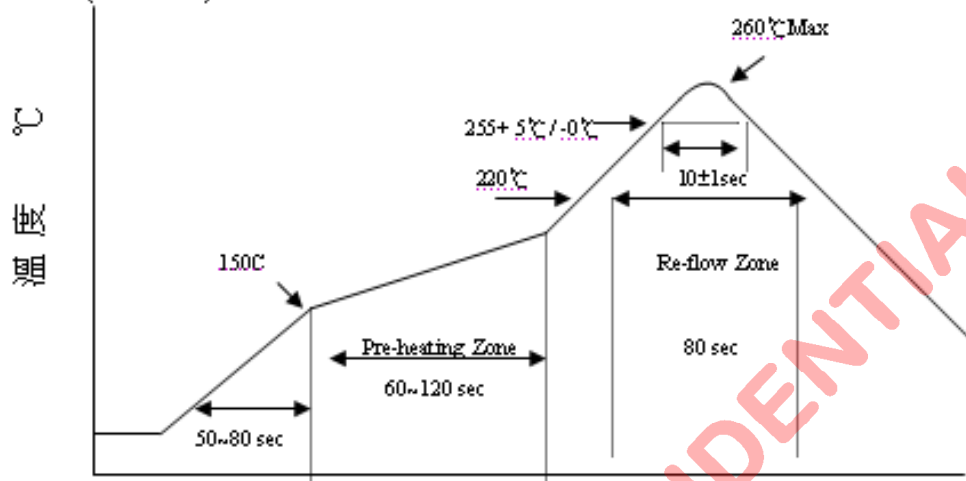 260℃Max
255+ 5℃ / -0℃
10±1sec
220℃
150C
Re-flow Zone
Pre-heating Zone
80 sec
60~120 sec
50~80 sec
温度 ℃